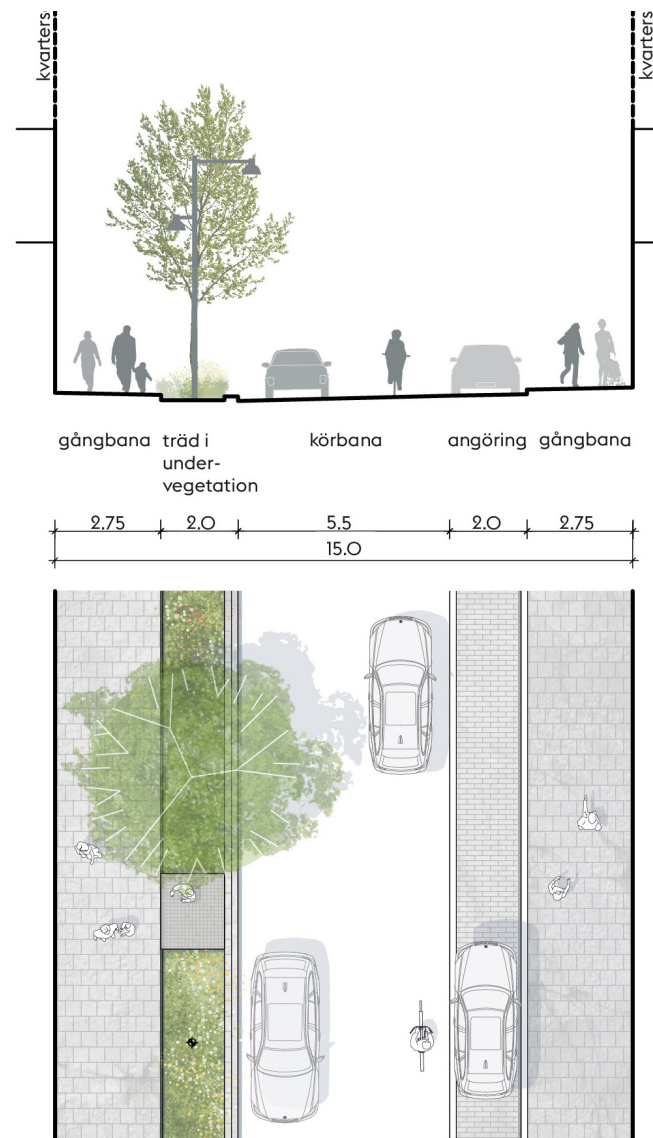 kvarters
kvarters
gångbana träd i körbana angöring gångbana
under-
vegetation
2.75 2.0 5.5 2.0 2.75
15.0